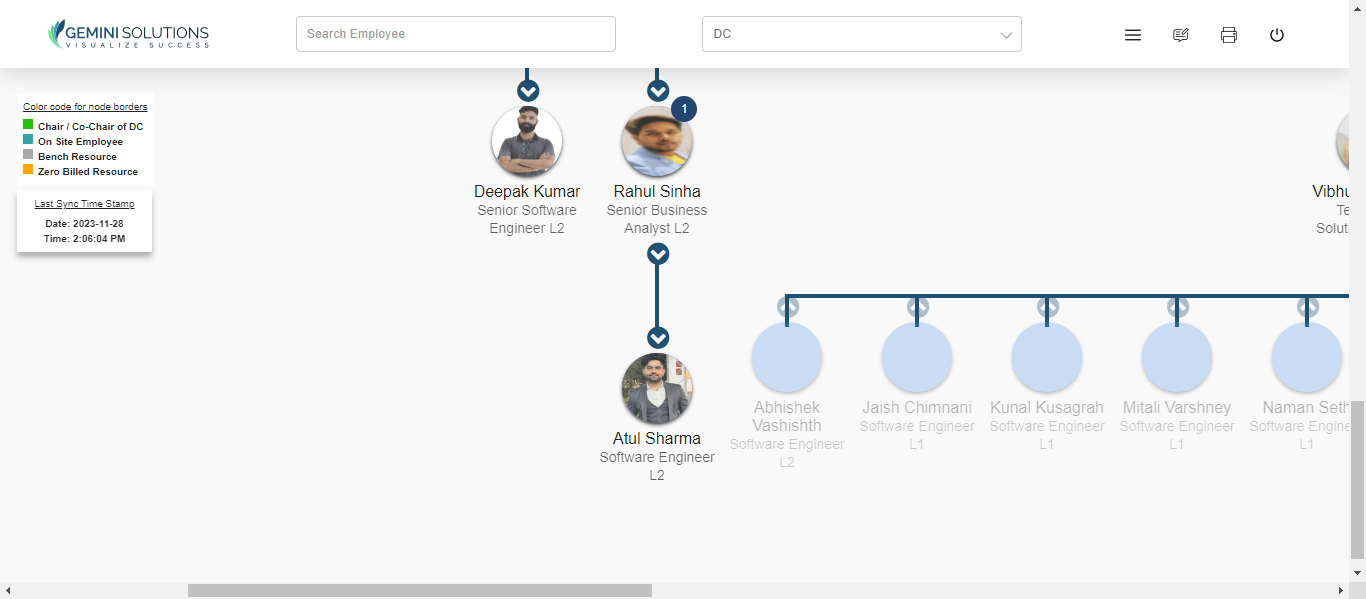 GEMINI SOLUTIONS
VISUALIZE SUCCESS
Search Employee
DC
Color code for node borders
Chair / Co-Chair of DC
On Site Employee
Bench Resource
Zero Billed Resource
Last Sync Time Stamp
Date: 2023-11-28
Time: 2:06:04 PM
1
Deepak Kumar
Senior Software
Engineer L2
Rahul Sinha
Senior Business
Analyst L2
Vibhu
Te
Solut
Atul Sharma
Software Engineer
L2
Abhishek
Vashishth
Software Engineer
L2
Jaish Chimnani
Software Engineer
L1
Kunal Kusagrah
Software Engineer
L1
Mitali Varshney
Software Engineer
L1
Naman Seth
Software Engine
L1